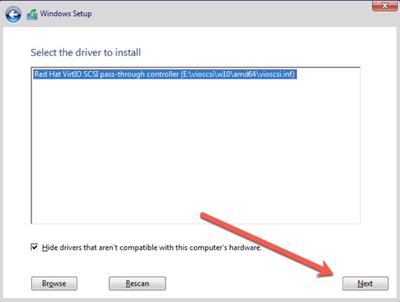 Windows Setup
Select the driver to install
Red Hat VirtIO SCSI pass-through controller (E:\vioscsi\w10\amd64\vioscsi.inf)
Hide drivers that aren't compatible with this computer's hardware.
Browse
Rescan
Next